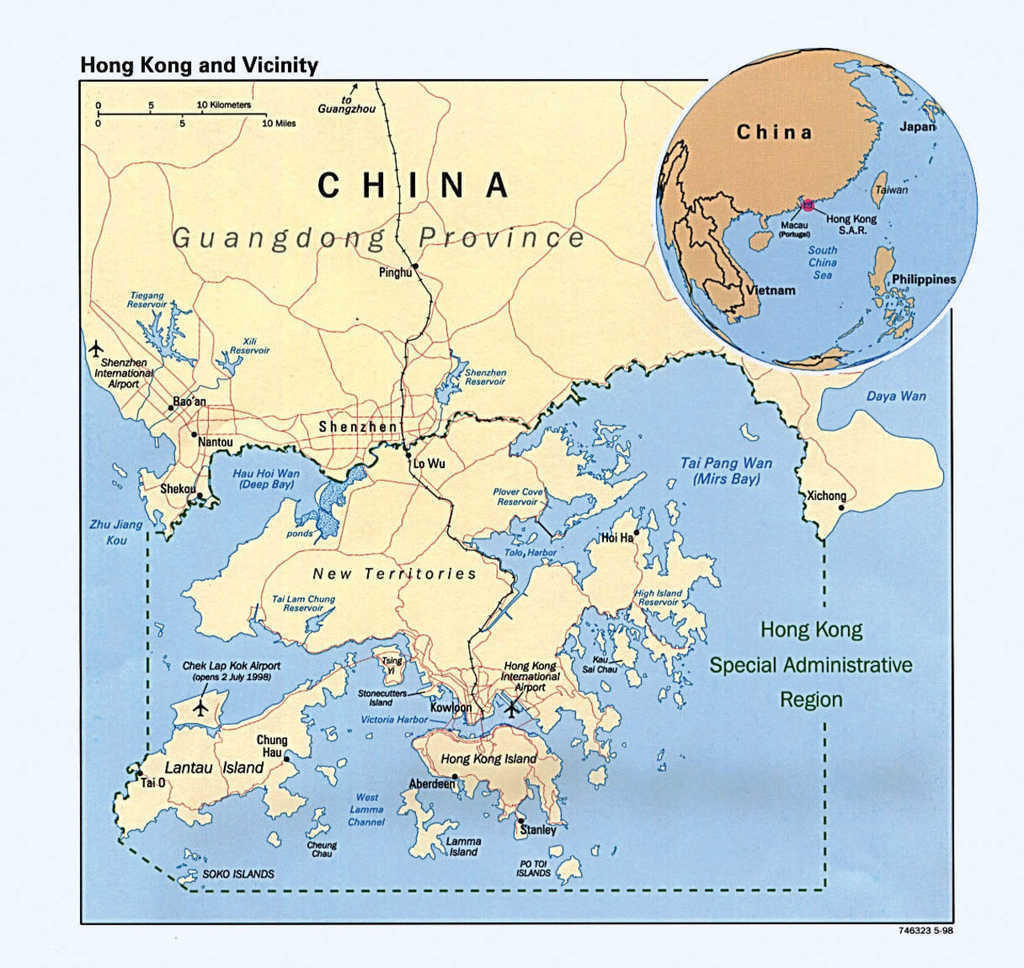 Hong Kong and Vicinity
0 5 10 Kilometers
0 5 10 Miles
to
Guangzhou
CHINA
Guangdong Province
Pinghu
Tiegang
Reservoir
Xili
Reservoir
Shenzhen
International
Airport
Shenzhen
Reservoir
Bao'an
Nantou
Shenzhen
Lo Wu
Shekou
Hau Hoi Wan
(Deep Bay)
Zhu Jiang
Kou
ponds
Plover Cove
Reservoir
Tai Pang Wan
(Mirs Bay)
Daya Wan
Xichong
Tolo Harbor
Hoi Ha
New Territories
Tai Lam Chung
Reservoir
High Island
Reservoir
Hong Kong
Special Administrative
Region
Chek Lap Kok Airport
(opens 2 July 1998)
Tsing
Yi
Stonecutters
Island
Kowloon
Hong Kong
International
Airport
Kau
Sai Chau
Victoria Harbor
Chung
Hau
Lantau Island
Tai O
Hong Kong Island
Aberdeen
West
Lamma
Channel
Stanley
Cheung
Chau
Lamma
Island
PO TOI
ISLANDS
SOKO ISLANDS
China
Japan
Taiwan
Macau
(Portugal)
Hong Kong
S.A.R.
South
China
Sea
Vietnam
Philippines
746323 5-98